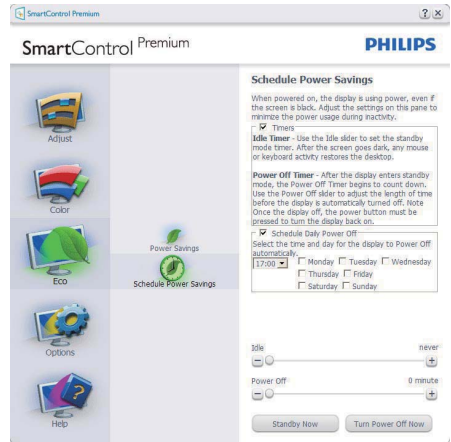 SmartControl Premium
SmartControl Premium
PHILIPS
Adjust
Color
Eco
Options
Help
Power Savings
Schedule Power Savings
Schedule Power Savings
When powered on, the display is using power, even if
the screen is black. Adjust the settings on this pane to
minimize the power usage during inactivity.
Timers
Idle Timer - Use the Idle slider to set the standby
mode timer. After the screen goes dark, any mouse
or keyboard activity restores the desktop.
Power Off Timer - After the display enters standby
mode, the Power Off Timer begins to count down.
Use the Power Off slider to adjust the length of time
before the display is automatically turned off. Note
Once the display off, the power button must be
pressed to turn the display back on.
Schedule Daily Power Off
Select the time and day for the display to Power Off
automatically.
17:00 Monday Tuesday Wednesday
Thursday Friday
Saturday Sunday
Idle never
Power Off 0 minute
Standby Now Turn Power Off Now